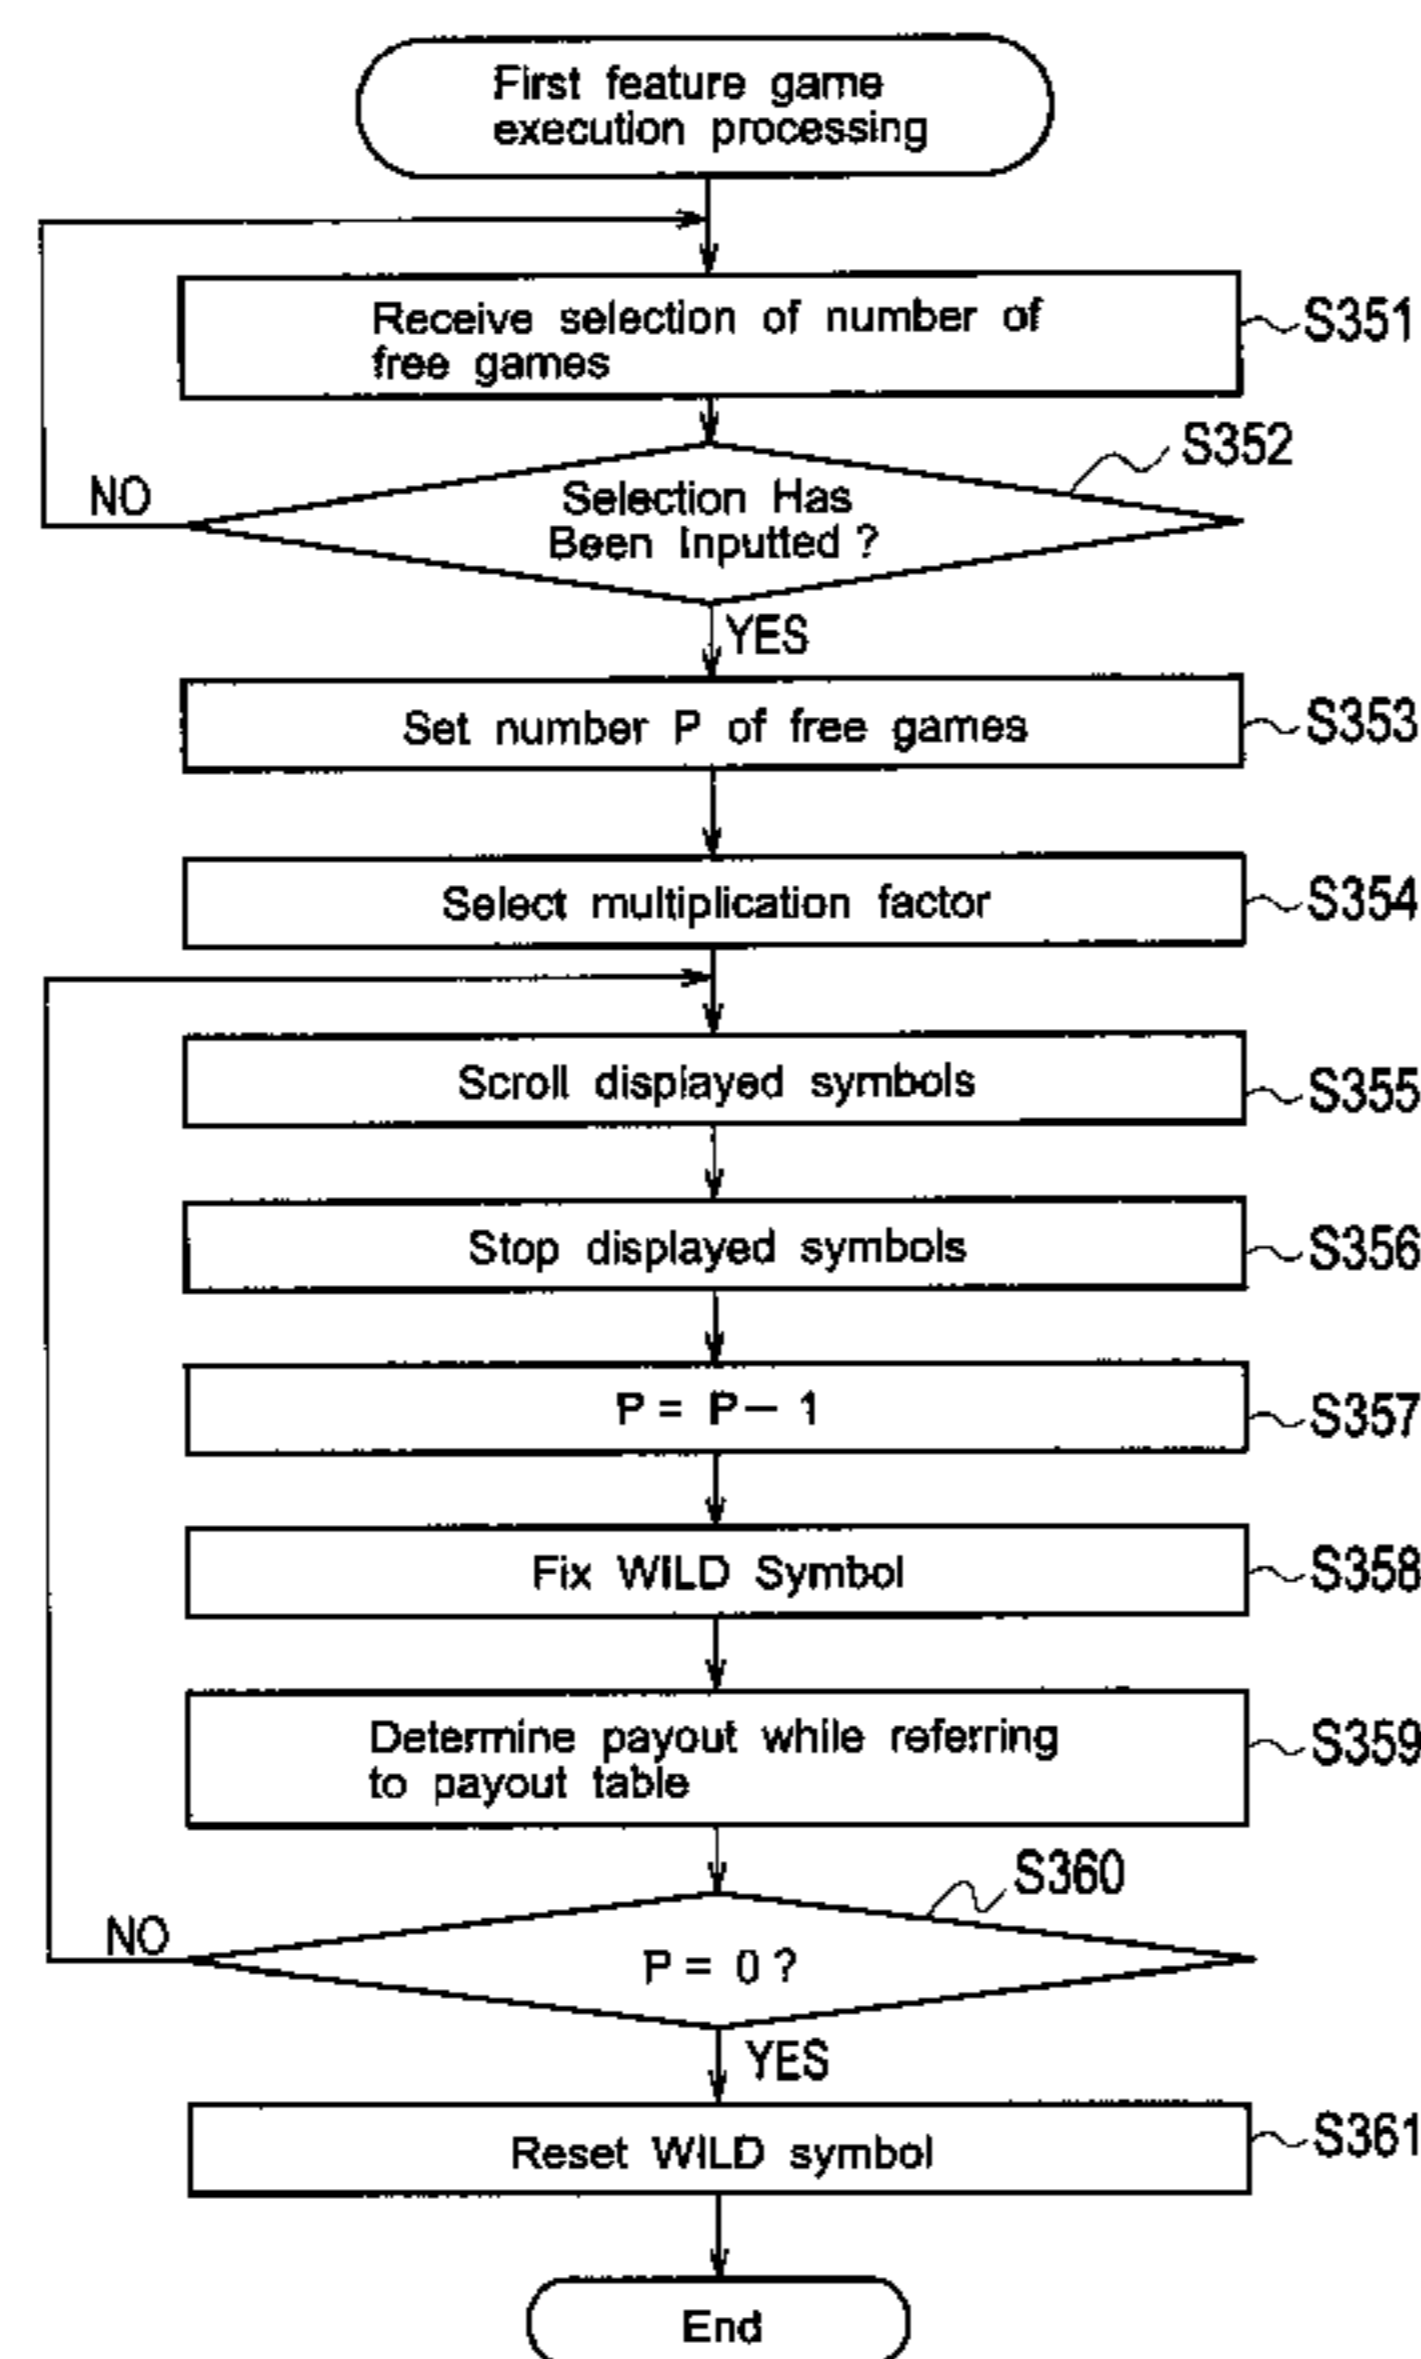 First feature game
execution processing
Receive selection of number of
free games
S351
S352
NO
Selection Has
Been Inputted ?
YES
Set number P of free games
S353
Select multiplication factor
S354
Scroll displayed symbols
S355
Stop displayed symbols
S356
P = P - 1
S357
Fix WILD Symbol
S358
Determine payout while referring
to payout table
S359
S360
NO
P = 0 ?
YES
Reset WILD symbol
S361
End